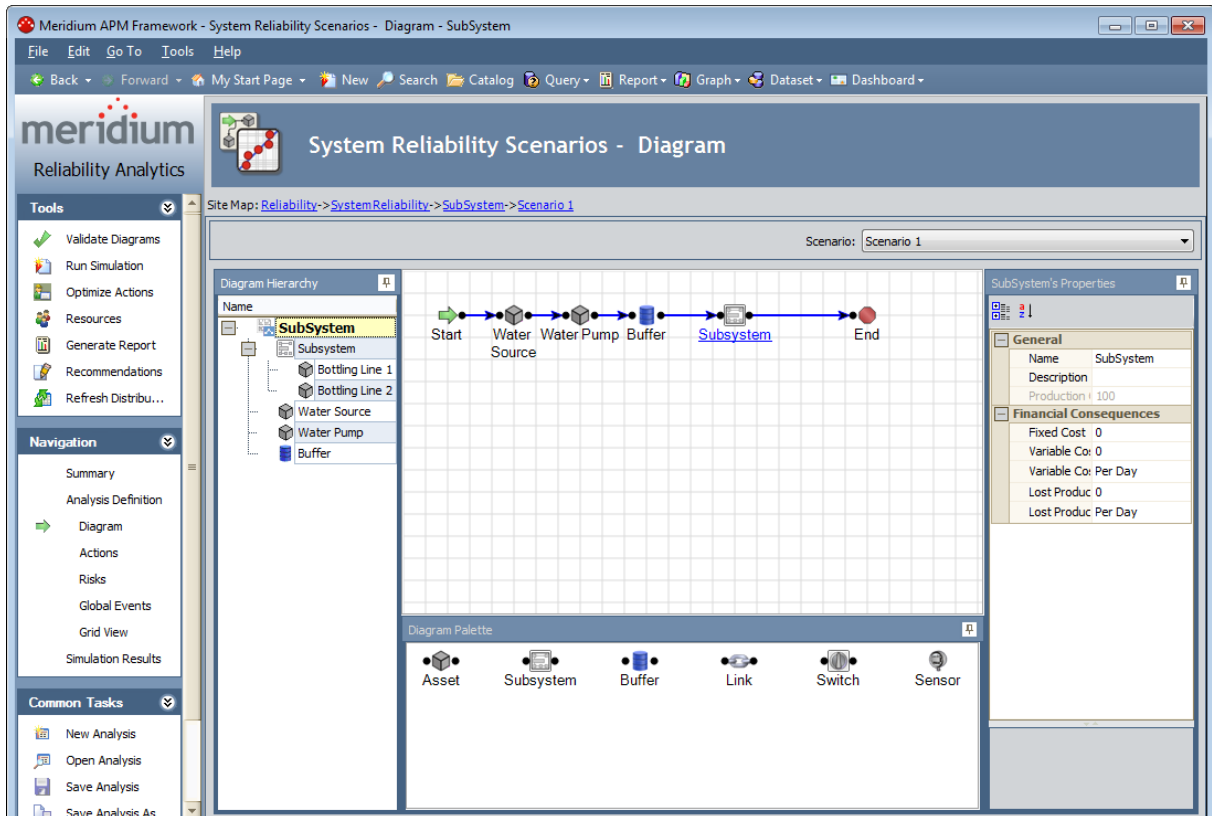 Meridium APM Framework - System Reliability Scenarios - Diagram - SubSystem
File Edit Go To Tools Help
Back Forward My Start Page New Search Catalog Query Report Graph Dataset Dashboard
meridium
Reliability Analytics
System Reliability Scenarios - Diagram
Site Map: Reliability->SystemReliability->SubSystem->Scenario 1
Scenario: Scenario 1
Tools
Validate Diagrams
Run Simulation
Optimize Actions
Resources
Generate Report
Recommendations
Refresh Distribu...
Navigation
Summary
Analysis Definition
Diagram
Actions
Risks
Global Events
Grid View
Simulation Results
Common Tasks
New Analysis
Open Analysis
Save Analysis
Save Analysis As
Diagram Hierarchy
Name
SubSystem
Subsystem
Bottling Line 1
Bottling Line 2
Water Source
Water Pump
Buffer
Start Water Source Water Pump Buffer Subsystem End
Diagram Palette
Asset Subsystem Buffer Link Switch Sensor
SubSystem's Properties
General
Name SubSystem
Description
Production 100
Financial Consequences
Fixed Cost 0
Variable Co 0
Variable Co Per Day
Lost Produc 0
Lost Produc Per Day